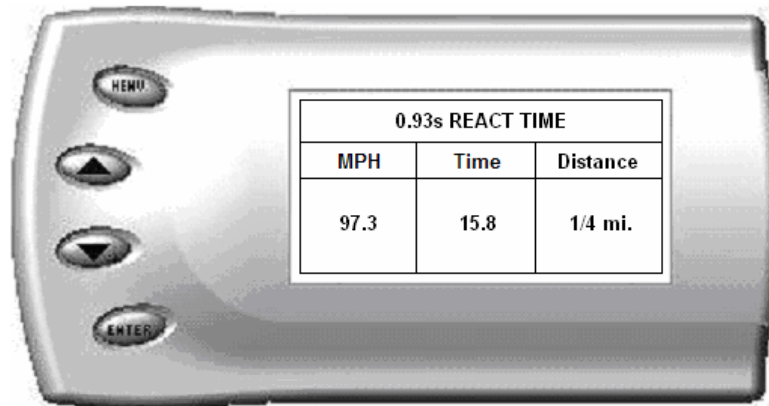 MENU
0.93s REACT TIME
MPH Time Distance
97.3 15.8 1/4 mi.
ENTER